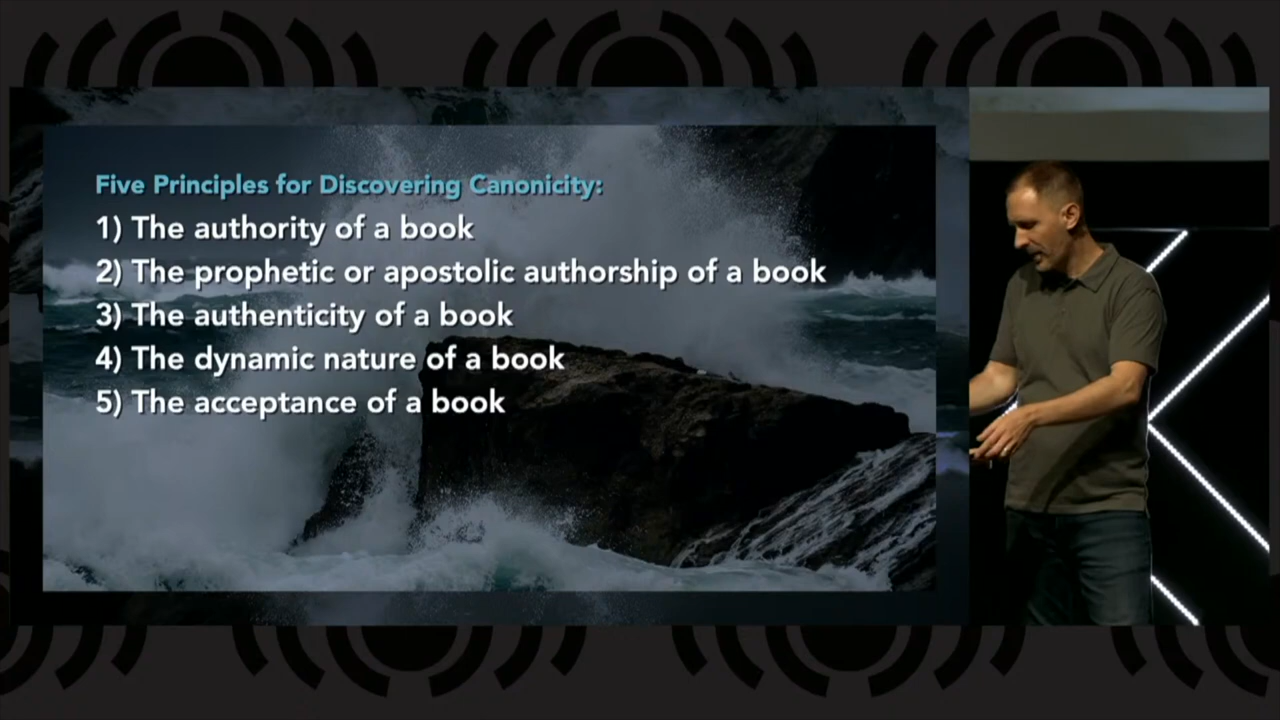 Five Principles for Discovering Canonicity:
1) The authority of a book
2) The prophetic or apostolic authorship of a book
3) The authenticity of a book
4) The dynamic nature of a book
5) The acceptance of a book